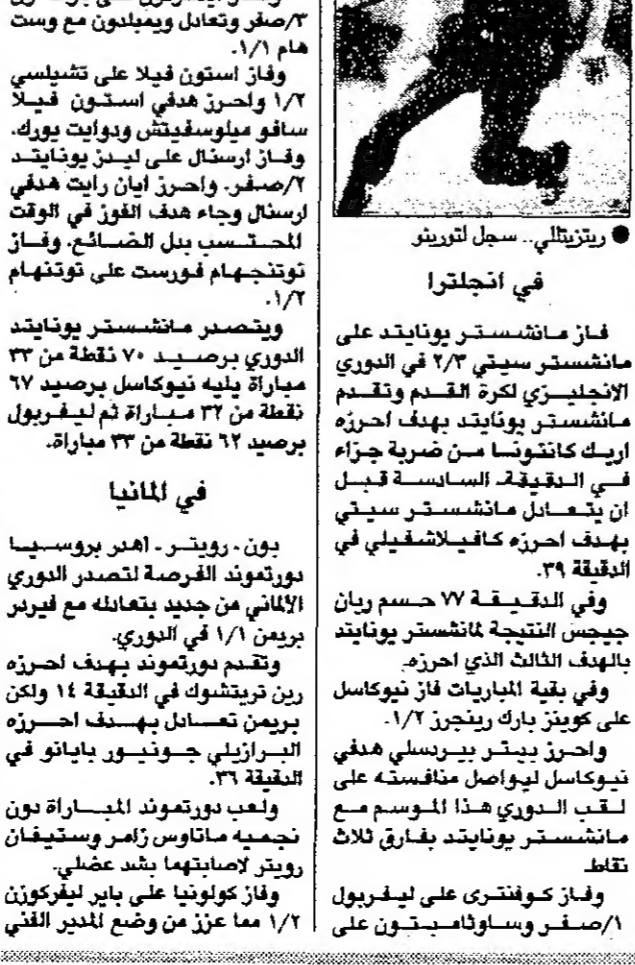 ● ريتزيتللي.. سجل لتورينو
في انجلترا
فاز مانشستر يونايتد على
مانشستر سيتي ٢/٣ في الدوري
الانجليزي لكرة القدم وتقدم
مانشستر يونايتد بهدف احرزه
اريك كانتونا من ضربة جزاء
في الدقيقة السادسة قبل
ان يتعادل مانشستر سيتي
بهدف احرزه كافيلاشفيلي في
الدقيقة ٣٩.
وفي الدقيقة ٧٧ حسم ريان
جيجس النتيجة لمانشستر يونايتد
بالهدف الثالث الذي احرزه.
وفي بقية المباريات فاز نيوكاسل
على كوينز بارك رينجرز ١/٢.
واحرز بيتر بيردسلي هدفي
نيوكاسل ليواصل منافسته على
لقب الدوري هذا الموسم مع
مانشستر يونايتد بفارق ثلاث
نقاط.
وفاز كوفنترى على ليفربول
١/صفر وساوثامبتون على
٣/صفر وتعادل ويمبلدون مع وست
هام ١/١.
وفاز استون فيلا على تشيلسي
١/٢ واحرز هدفي استون فيلا
سافو ميلوسفيتش ودوايت يورك.
وفاز ارسنال على ليدز يونايتد
٢/صفر. واحرز ايان رايت هدفي
ارسنال وجاء هدف الفوز في الوقت
المحتسب بدل الضائع. وفاز
نوتنجهام فورست على توتنهام
١/٢.
ويتصدر مانشستر يونايتد
الدوري برصيد ٧٠ نقطة من ٣٣
مباراة يليه نيوكاسل برصيد ٦٧
نقطة من ٣٢ مباراة ثم ليفربول
برصيد ٦٢ نقطة من ٣٣ مباراة.
في المانيا
بون ـ رويتر ـ اهدر بروسيا
دورتموند الفرصة لتصدر الدوري
الألماني من جديد بتعادله مع فيردر
بريمن ١/١ في الدوري.
وتقدم دورتموند بهدف احرزه
رين تريتشوك في الدقيقة ١٤ ولكن
بريمن تعادل بهدف احرزه
البرازيلي جونيور بايانو في
الدقيقة ٣٦.
ولعب دورتموند المباراة دون
نجميه ماتاوس زامر وستيفان
رويتر لاصابتهما بشد عضلي.
وفاز كولونيا على باير ليفركوزن
١/٢ مما عزز من وضع المدير الفني